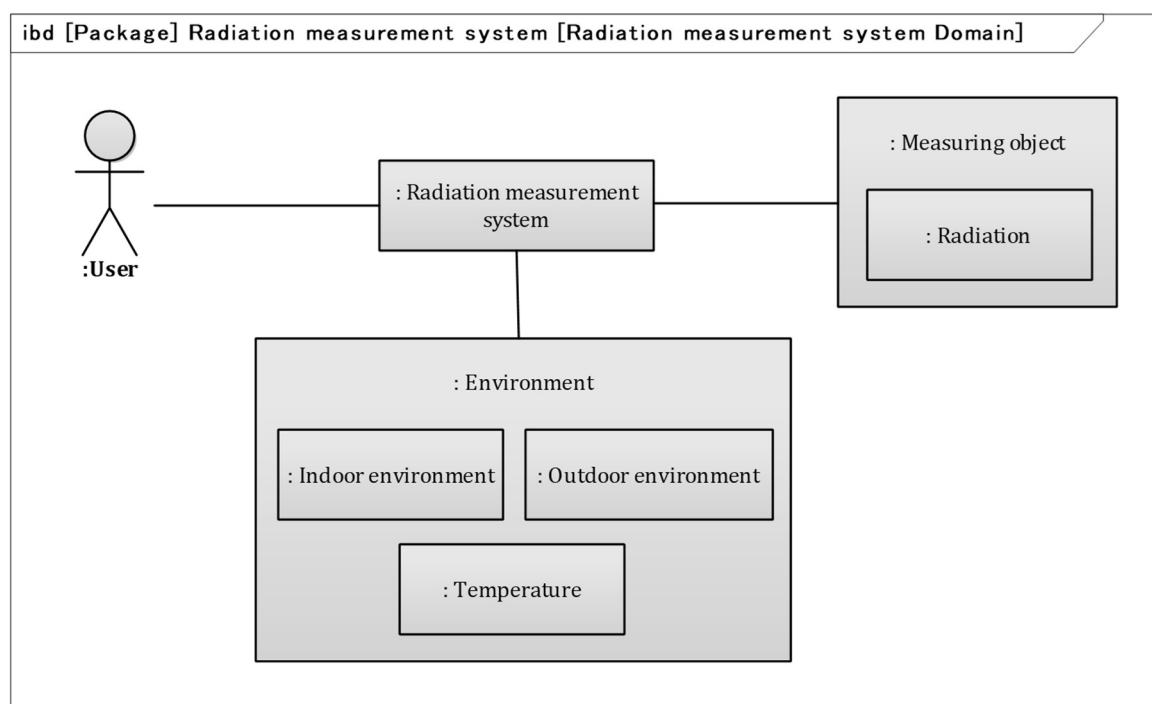 ibd [Package] Radiation measurement system [Radiation measurement system Domain]
:User
: Radiation measurement
system
: Measuring object
: Radiation
: Environment
: Indoor environment
: Outdoor environment
: Temperature